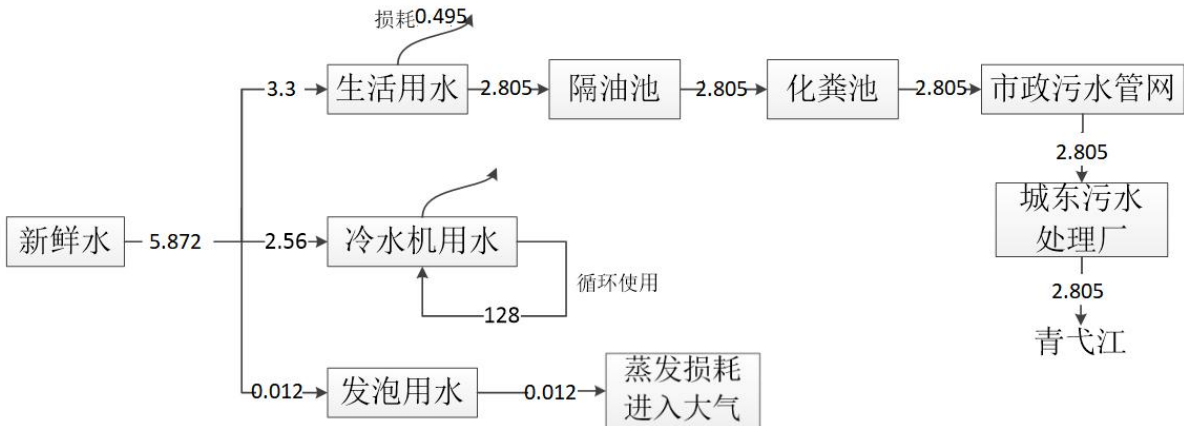 损耗0.495
3.3
生活用水
2.805
隔油池
2.805
化粪池
2.805
市政污水管网
2.805
城东污水
处理厂
2.805
青弋江
新鲜水
5.872
2.56
冷水机用水
循环使用
128
0.012
发泡用水
0.012
蒸发损耗
进入大气